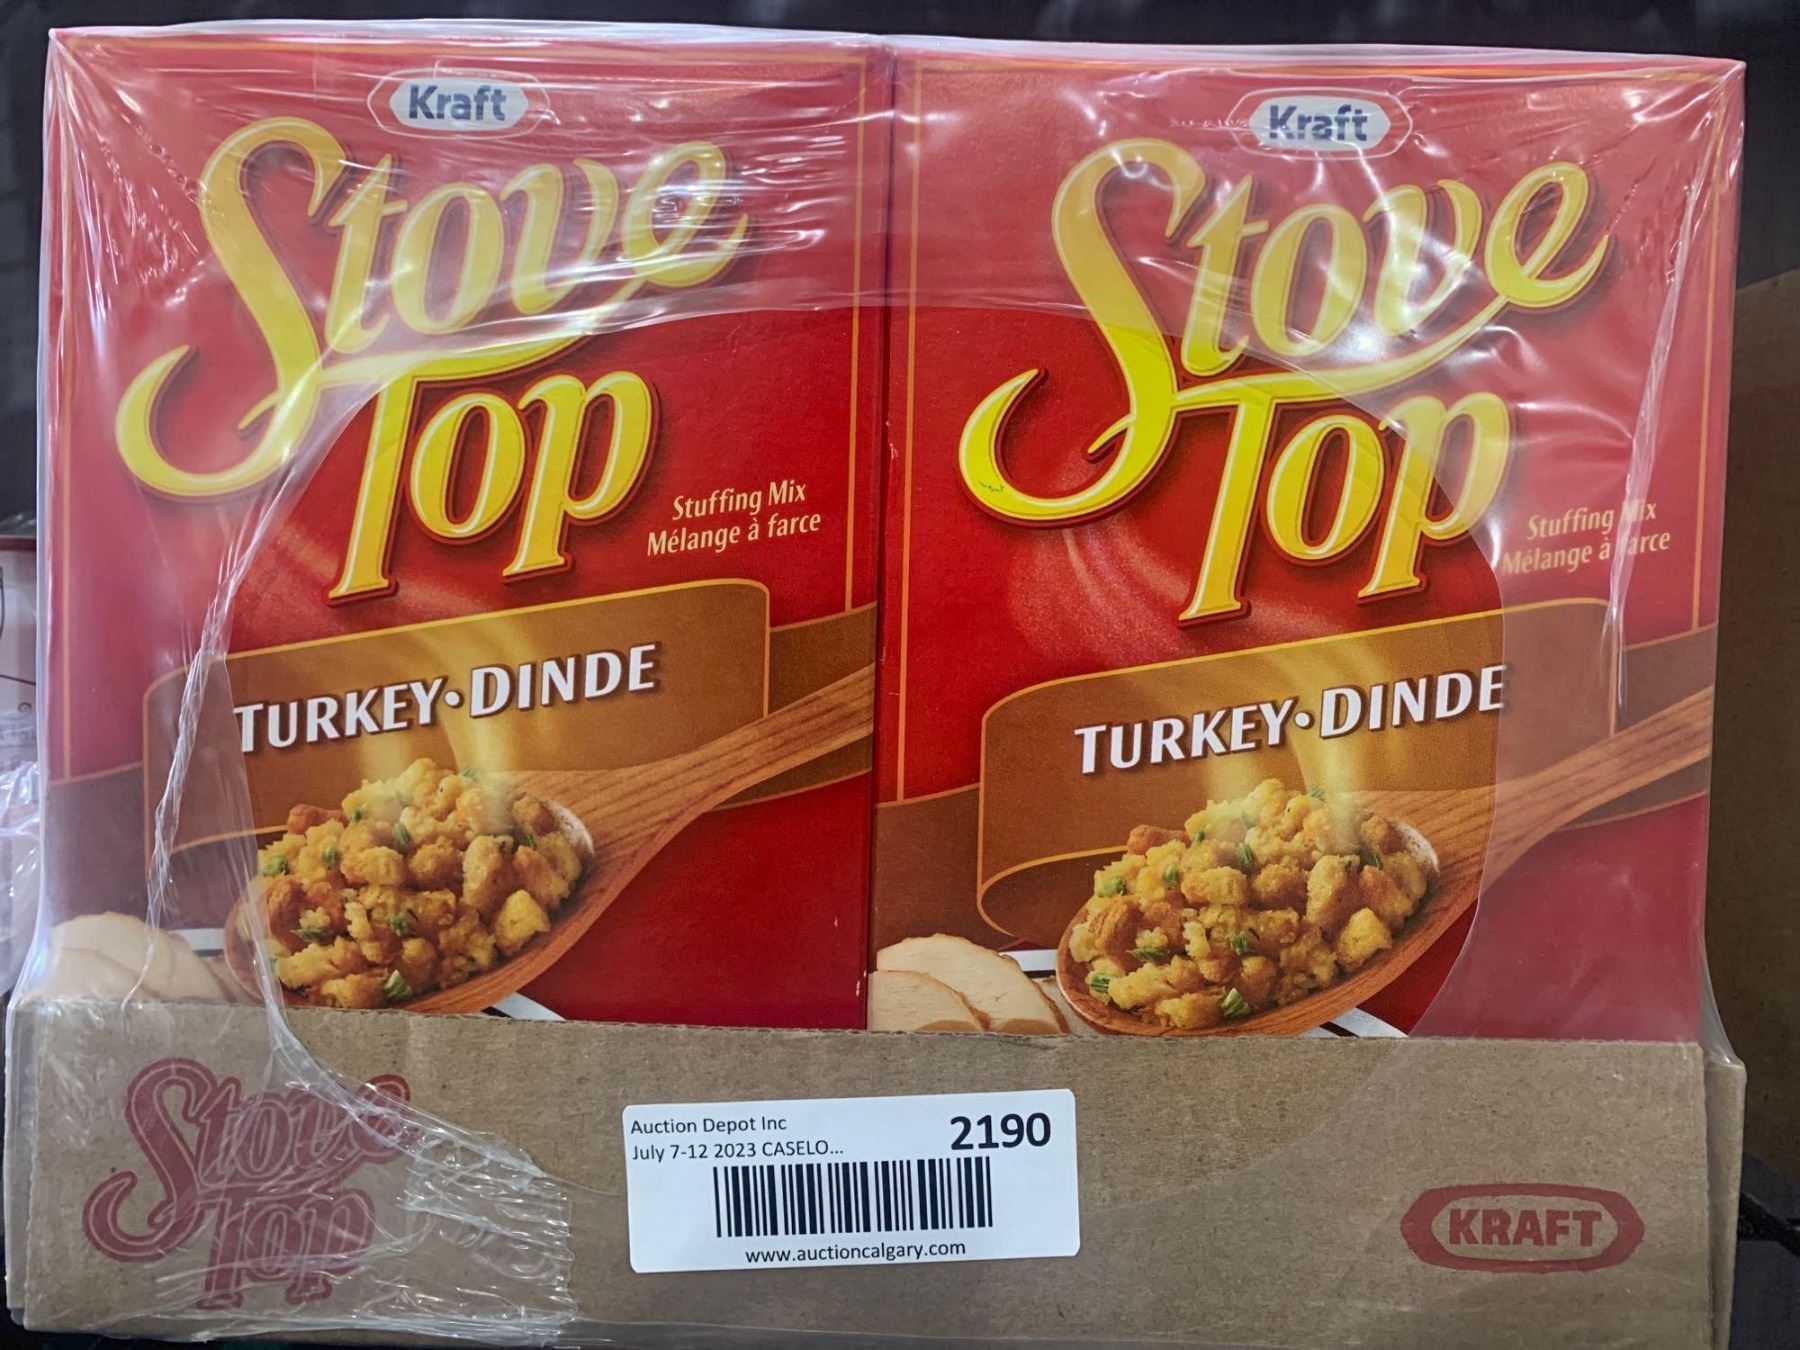 Kraft
Stove
Top
Stuffing Mix
Mélange à farce
TURKEY•DINDE
Kraft
Stove
Top
Stuffing Mix
Mélange à farce
TURKEY•DINDE
Stove
Top
Auction Depot Inc
2190
July 7-12 2023 CASELO...
www.auctioncalgary.com
KRAFT